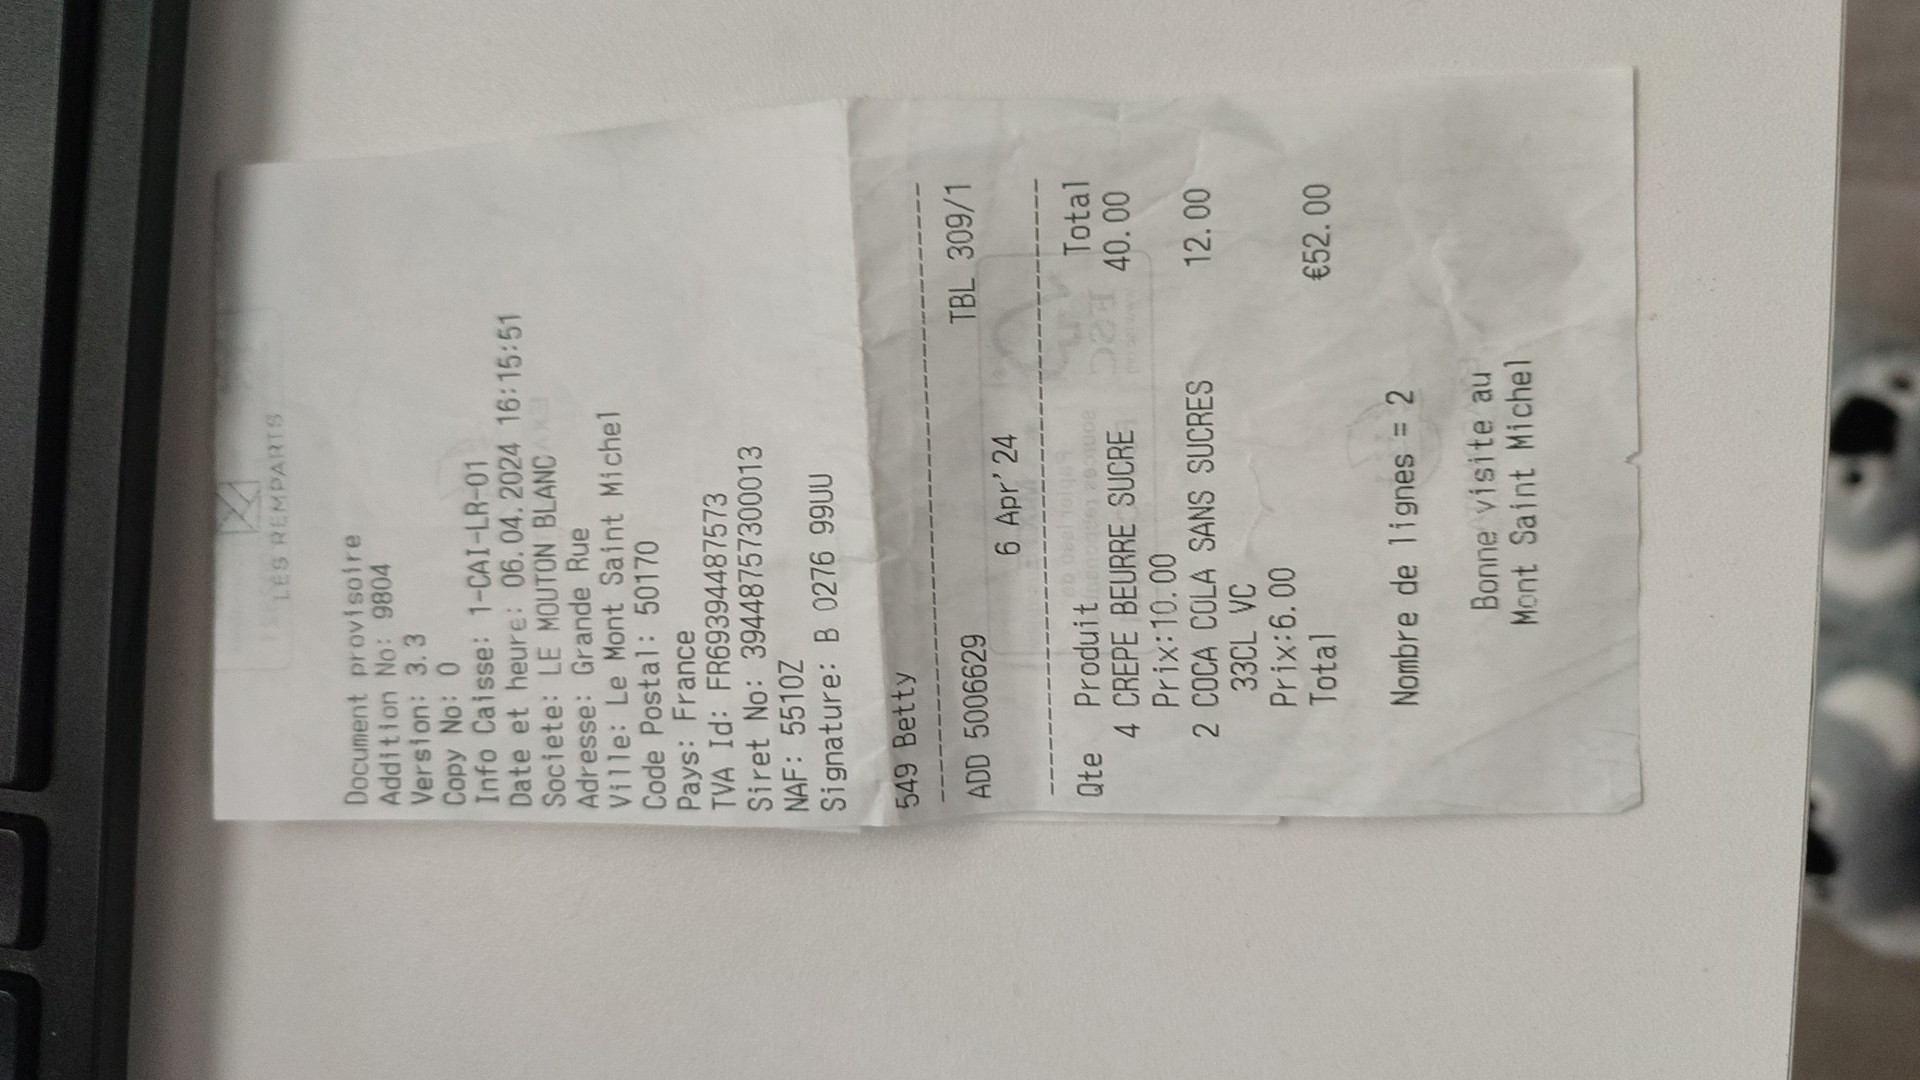 LES REMPARTS
Document provisoire
Addition No: 9804
Version: 3.3
Copy No: 0
Info Caisse: 1-CAI-LR-01
Date et heure: 06.04.2024 16:15:51
Societe: LE MOUTON BLANC
Adresse: Grande Rue
Ville: Le Mont Saint Michel
Code Postal: 50170
Pays: France
TVA Id: FR69394487573
Siret No: 39448757300013
NAF: 5510Z
Signature: B 0276 99UU
549 Betty
ADD 5006629 TBL 309/1
6 Apr'24
Qte Produit Total
4 CREPE BEURRE SUCRE 40.00
Prix:10.00
2 COCA COLA SANS SUCRES 12.00
33CL VC
Prix:6.00
Total €52.00
Nombre de lignes = 2
Bonne visite au
Mont Saint Michel